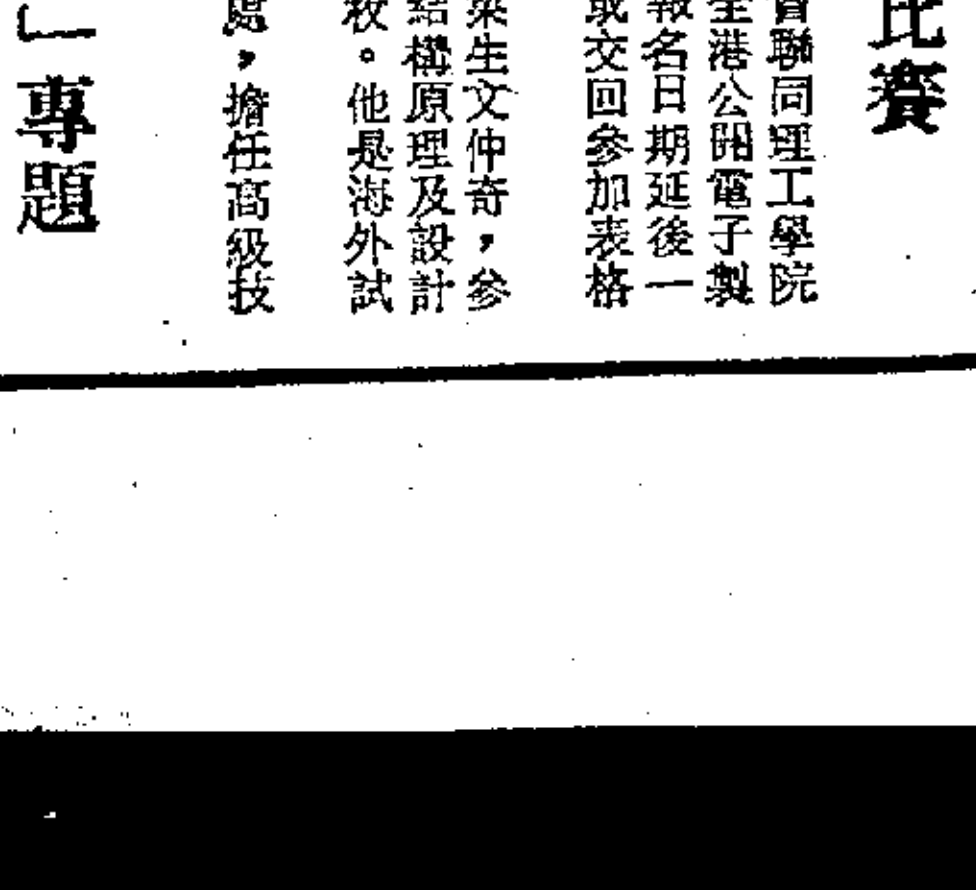 比賽
會聯同理工學院
全港公開電子製
報名日期延後一
或交回參加表格
業生文仲奇，參
結構原理及設計
枚。他是海外試
處，擔任高級技
」專題